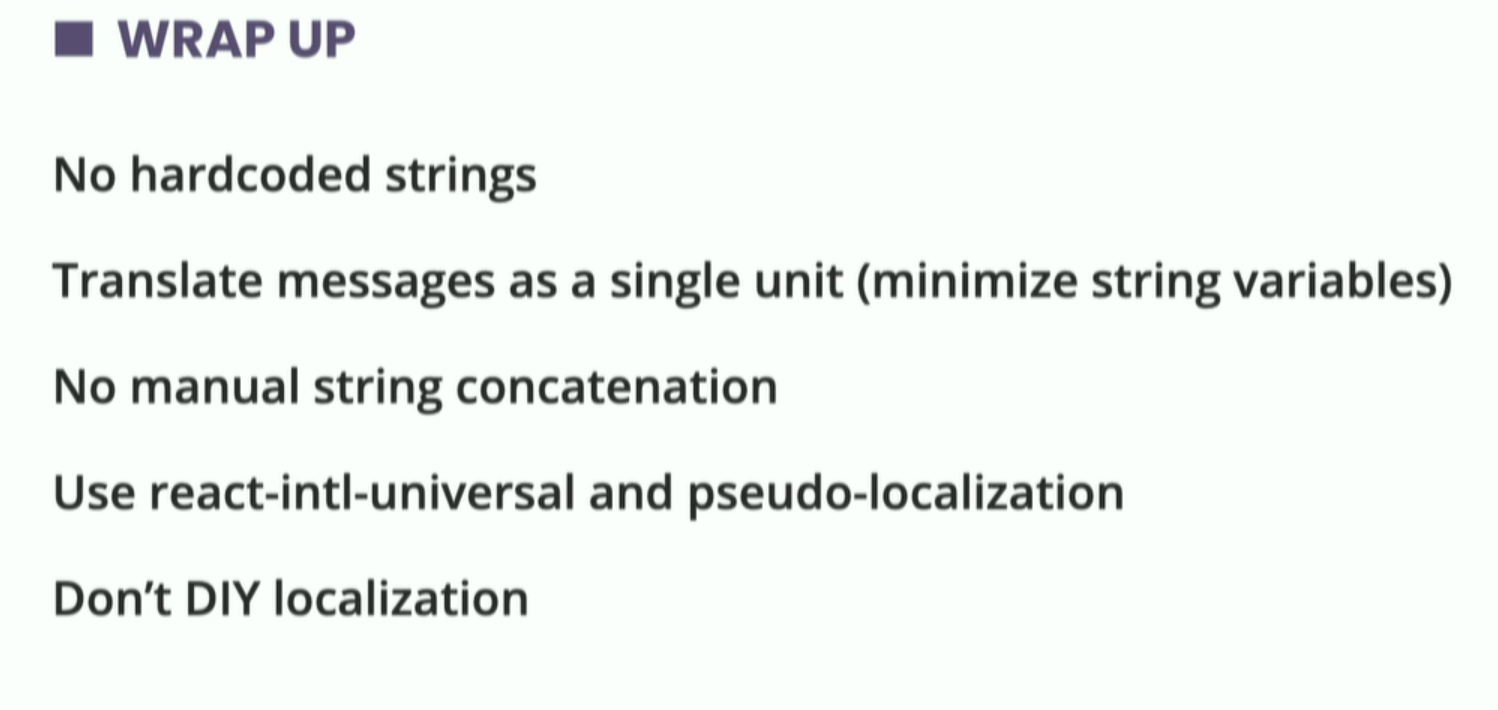 WRAP UP
No hardcoded strings
Translate messages as a single unit (minimize string variables)
No manual string concatenation
Use react-intl-universal and pseudo-localization
Don’t DIY localization